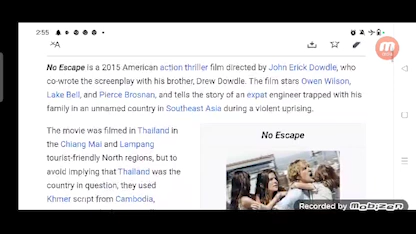 2:55
No Escape is a 2015 American action thriller film directed by John Erick Dowdle, who
co-wrote the screenplay with his brother, Drew Dowdle. The film stars Owen Wilson,
Lake Bell, and Pierce Brosnan, and tells the story of an expat engineer trapped with his
family in an unnamed country in Southeast Asia during a violent uprising.
The movie was filmed in Thailand in
the Chiang Mai and Lampang
tourist-friendly North regions, but to
avoid implying that Thailand was the
country in question, they used
Khmer script from Cambodia,
No Escape
Recorded by Mobizen